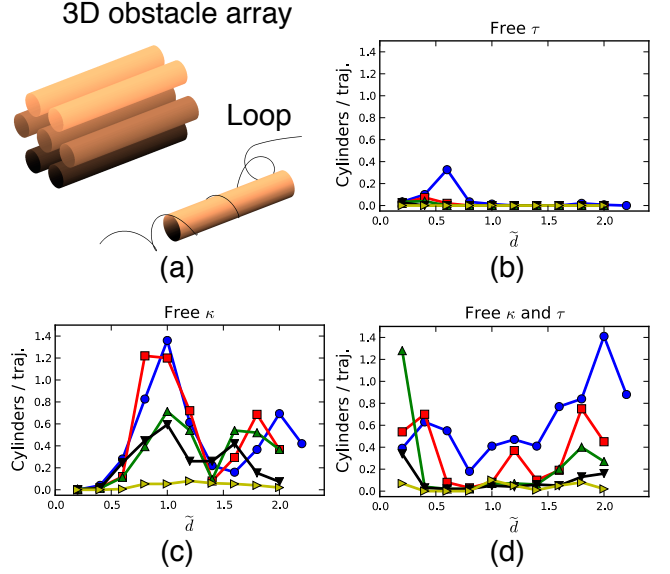 3D obstacle array
Loop
(a)
Free τ
Cylinders / traj.
1.4
1.2
1.0
0.8
0.6
0.4
0.2
0.0
0.0 0.5 1.0 1.5 2.0
d̃
(b)
Free κ
Cylinders / traj.
1.4
1.2
1.0
0.8
0.6
0.4
0.2
0.0
0.0 0.5 1.0 1.5 2.0
d̃
(c)
Free κ and τ
Cylinders / traj.
1.4
1.2
1.0
0.8
0.6
0.4
0.2
0.0
0.0 0.5 1.0 1.5 2.0
d̃
(d)